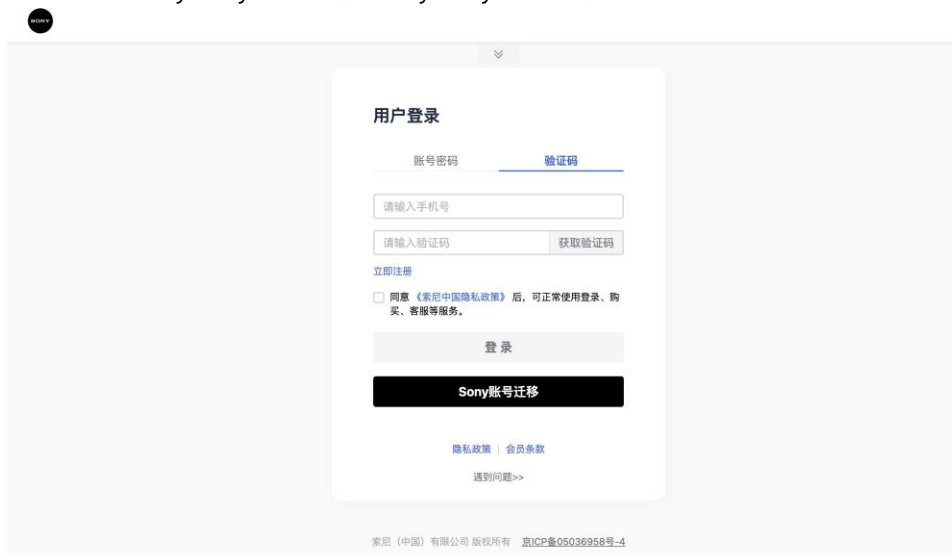 SONY
用户登录
账号密码
验证码
请输入手机号
请输入验证码
获取验证码
立即注册
同意《索尼中国隐私政策》后，可正常使用登录、购
买、客服等服务。
登 录
Sony账号迁移
隐私政策 | 会员条款
遇到问题>>
索尼（中国）有限公司 版权所有 京ICP备05036958号-4